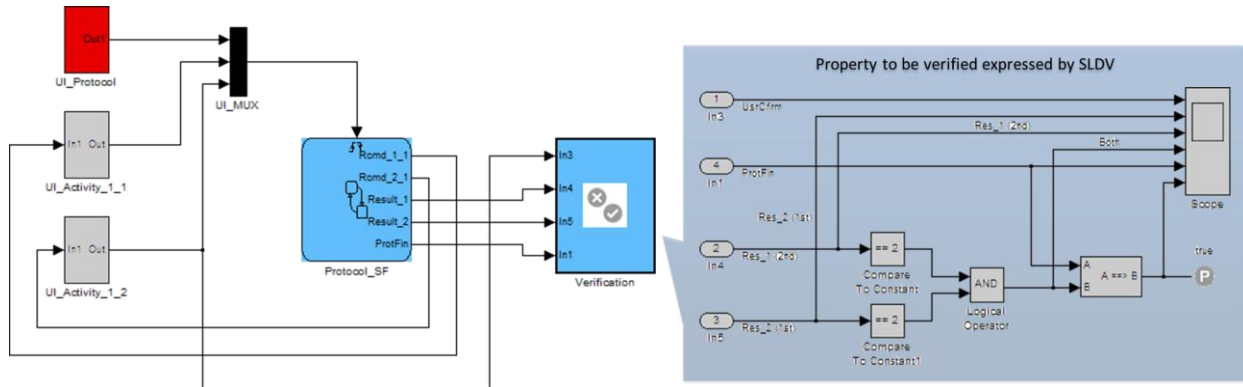 Out1
UI_Protocol
UI_MUX
In1 Out
UI_Activity_1_1
In1 Out
UI_Activity_1_2
Romd_1_1
Romd_2_1
Result_1
Result_2
ProtFin
Protocol_SF
In3
In4
In5
In1
Verification
Property to be verified expressed by SLDV
1
In3
UsrCfrm
Res_1 (2nd)
Both
4
In1
ProtFin
Scope
Res_2 (1st)
2
In4
Res_1 (2nd)
== 2
Compare
To Constant
AND
Logical
Operator
A
B
A ==> B
true
P
3
In5
Res_2 (1st)
== 2
Compare
To Constant1